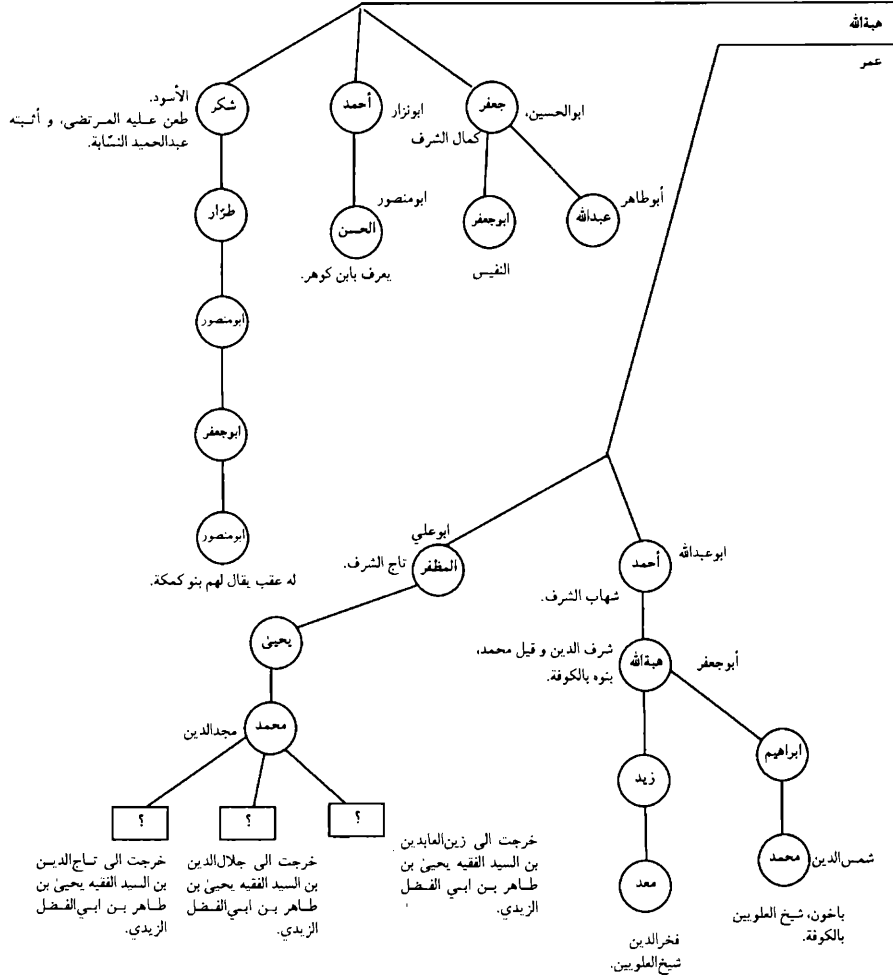 هبة‌الله
عمر
شكر
الأسود.
طعن عليه المرتضى، و أثبته
عبدالحميد النسّابة.
أحمد
ابونزار
جعفر
ابوالحسين،
كمال الشرف
طرّار
الحسن
ابومنصور
يعرف بابن كوهر.
ابوجعفر
النفيس
عبدالله
أبوطاهر
ابومنصور
ابوجعفر
ابومنصور
له عقب يقال لهم بنو كمكة.
ابوعلي
المظفر
تاج الشرف.
أحمد
ابوعبدالله
شهاب الشرف.
يحيىٰ
هبة‌الله
شرف الدين و قيل محمد،
بنوه بالكوفة.
أبوجعفر
محمد
مجدالدين
زيد
ابراهيم
؟
؟
؟
خرجت الى زين‌العابدين
بن السيد الفقيه يحيىٰ بن
طاهر بن ابي الفضل
الزيدي.
خرجت الى جلال‌الدين
بن السيد الفقيه يحيىٰ بن
طاهر بن ابي‌الفضل
الزيدي.
خرجت الى تاج‌الدين
بن السيد الفقيه يحيىٰ بن
طاهر بن ابي‌الفضل
الزيدي.
معد
فخرالدين
شيخ‌العلويين.
محمد
شمس‌الدين
باخون، شيخ العلويين
بالكوفة.